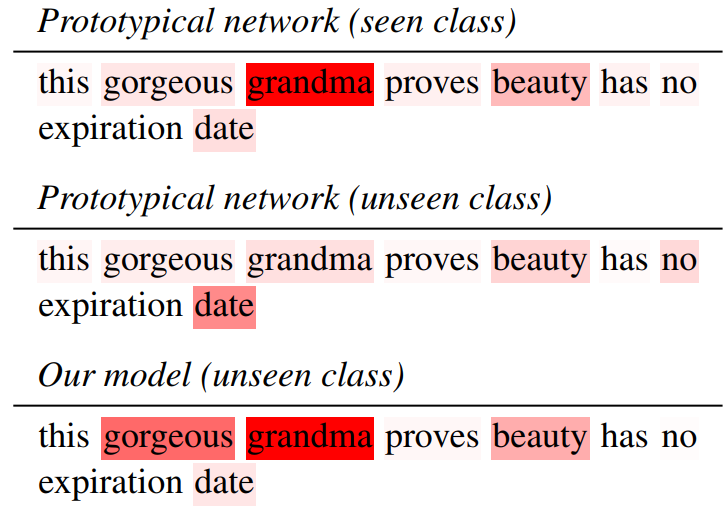 Prototypical network (seen class)
this gorgeous grandma proves beauty has no
expiration date
Prototypical network (unseen class)
this gorgeous grandma proves beauty has no
expiration date
Our model (unseen class)
this gorgeous grandma proves beauty has no
expiration date